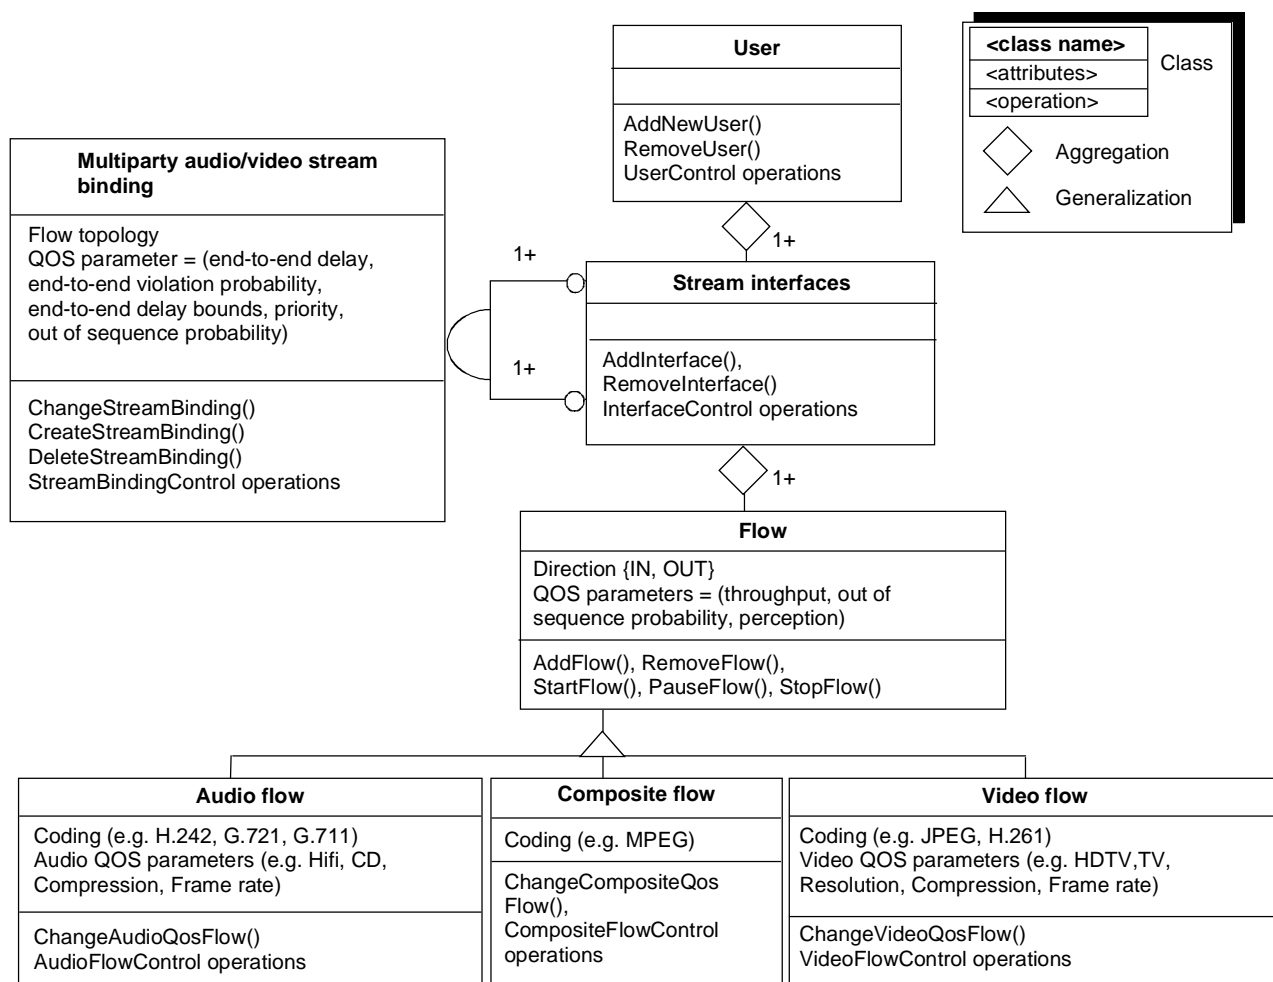 User
AddNewUser()
RemoveUser()
UserControl operations
<class name>
<attributes>
<operation>
Class
Aggregation
Generalization
Multiparty audio/video stream
binding
Flow topology
QOS parameter = (end-to-end delay,
end-to-end violation probability,
end-to-end delay bounds, priority,
out of sequence probability)
ChangeStreamBinding()
CreateStreamBinding()
DeleteStreamBinding()
StreamBindingControl operations
1+
1+
1+
Stream interfaces
AddInterface(),
RemoveInterface()
InterfaceControl operations
1+
Flow
Direction {IN, OUT}
QOS parameters = (throughput, out of
sequence probability, perception)
AddFlow(), RemoveFlow(),
StartFlow(), PauseFlow(), StopFlow()
Audio flow
Coding (e.g. H.242, G.721, G.711)
Audio QOS parameters (e.g. Hifi, CD,
Compression, Frame rate)
ChangeAudioQosFlow()
AudioFlowControl operations
Composite flow
Coding (e.g. MPEG)
ChangeCompositeQos
Flow(),
CompositeFlowControl
operations
Video flow
Coding (e.g. JPEG, H.261)
Video QOS parameters (e.g. HDTV,TV,
Resolution, Compression, Frame rate)
ChangeVideoQosFlow()
VideoFlowControl operations